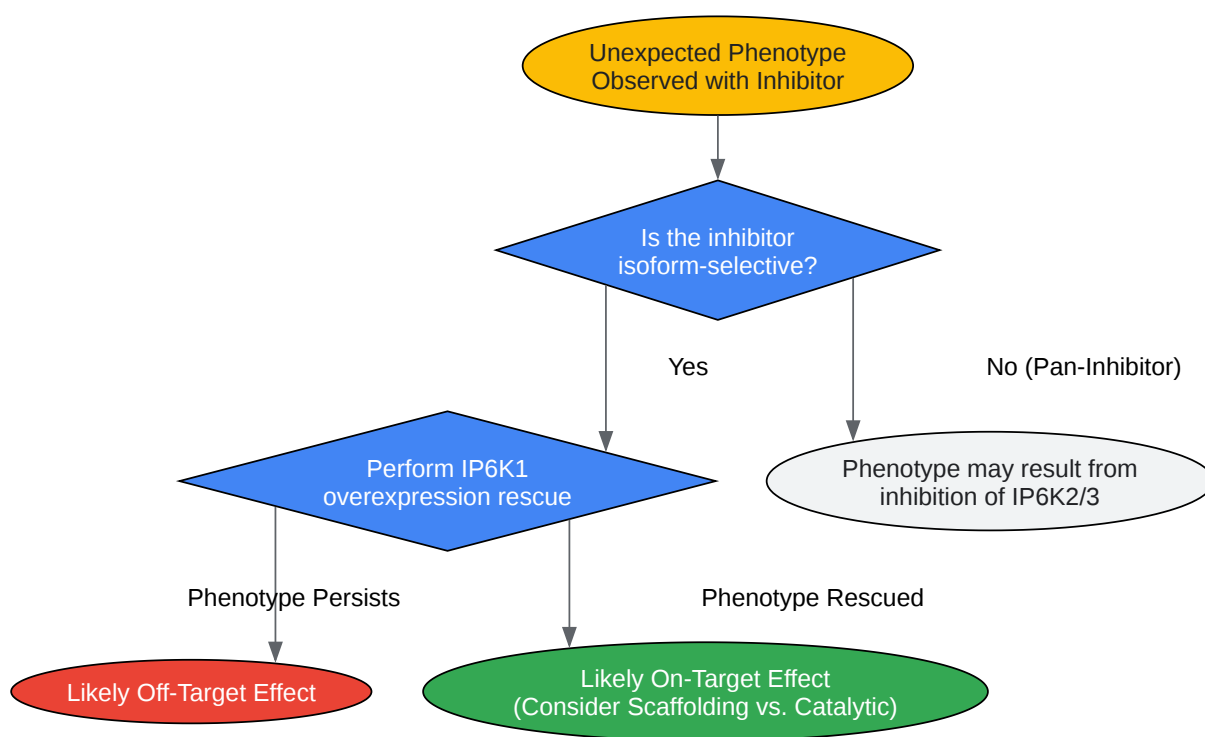 Unexpected Phenotype
Observed with Inhibitor
Is the inhibitor
isoform-selective?
Yes
No (Pan-Inhibitor)
Perform IP6K1
overexpression rescue
Phenotype may result from
inhibition of IP6K2/3
Phenotype Persists
Phenotype Rescued
Likely Off-Target Effect
Likely On-Target Effect
(Consider Scaffolding vs. Catalytic)